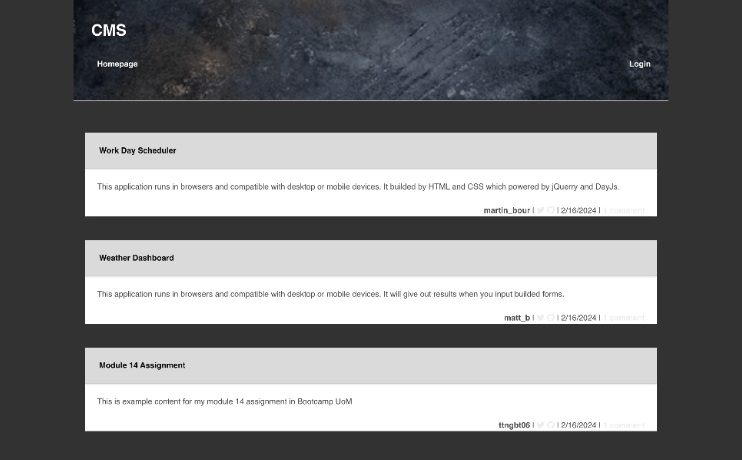 CMS
Homepage
Login
Work Day Scheduler
This application runs in browsers and compatible with desktop or mobile devices. It builded by HTML and CSS which powered by jQuerry and DayJs.
martin_bour | | 2/16/2024 | 1 comment
Weather Dashboard
This application runs in browsers and compatible with desktop or mobile devices. It will give out results when you input builded forms.
matt_b | | 2/16/2024 | 1 comment
Module 14 Assignment
This is example content for my module 14 assignment in Bootcamp UoM
ttngbt06 | | 2/16/2024 | 1 comment